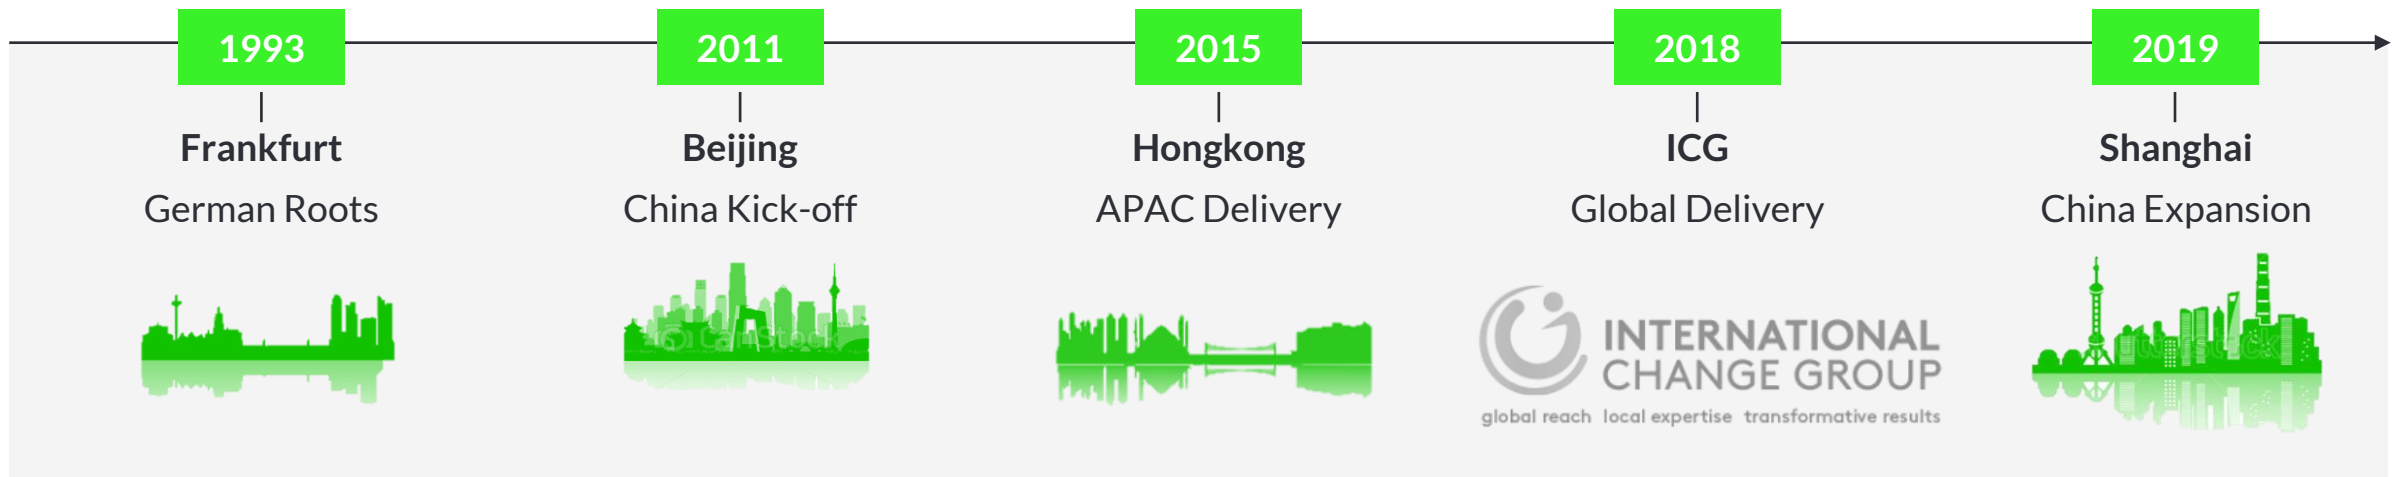 1993
Frankfurt
German Roots
2011
Beijing
China Kick-off
CanStock
2015
Hongkong
APAC Delivery
2018
ICG
Global Delivery
INTERNATIONAL
CHANGE GROUP
global reach local expertise transformative results
2019
Shanghai
China Expansion